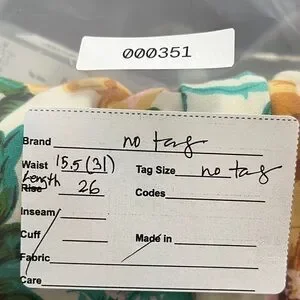 000351
Brand no tag
Waist 15.5 (31) Tag Size no tag
Length
Rise 26 Codes
Inseam
Cuff Made in
Fabric
Care